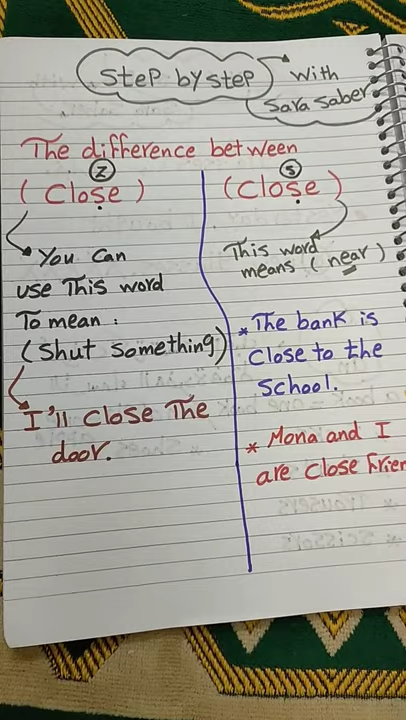 Step by step with
Sara Saber
The difference between
z
(Close)
You can
use This word
To mean :
(shut something)
I'll close The
door.
s
(Close)
This word
means (near)
* The bank is
close to the
school.
* Mona and I
are close Frien